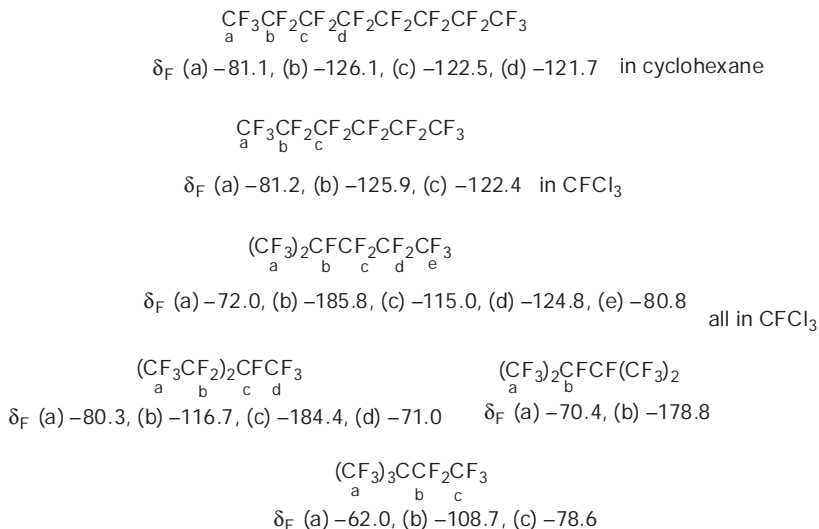 CF₃CF₂CF₂CF₂CF₂CF₂CF₂CF₃
a b c d
δF (a) –81.1, (b) –126.1, (c) –122.5, (d) –121.7 in cyclohexane
CF₃CF₂CF₂CF₂CF₂CF₃
a b c
δF (a) –81.2, (b) –125.9, (c) –122.4 in CFCl₃
(CF₃)₂CFCF₂CF₂CF₃
a b c d e
δF (a) –72.0, (b) –185.8, (c) –115.0, (d) –124.8, (e) –80.8
all in CFCl₃
(CF₃CF₂)₂CFCF₃
a b c d
δF (a) –80.3, (b) –116.7, (c) –184.4, (d) –71.0
(CF₃)₂CFCF(CF₃)₂
a b
δF (a) –70.4, (b) –178.8
(CF₃)₃CCF₂CF₃
a b c
δF (a) –62.0, (b) –108.7, (c) –78.6